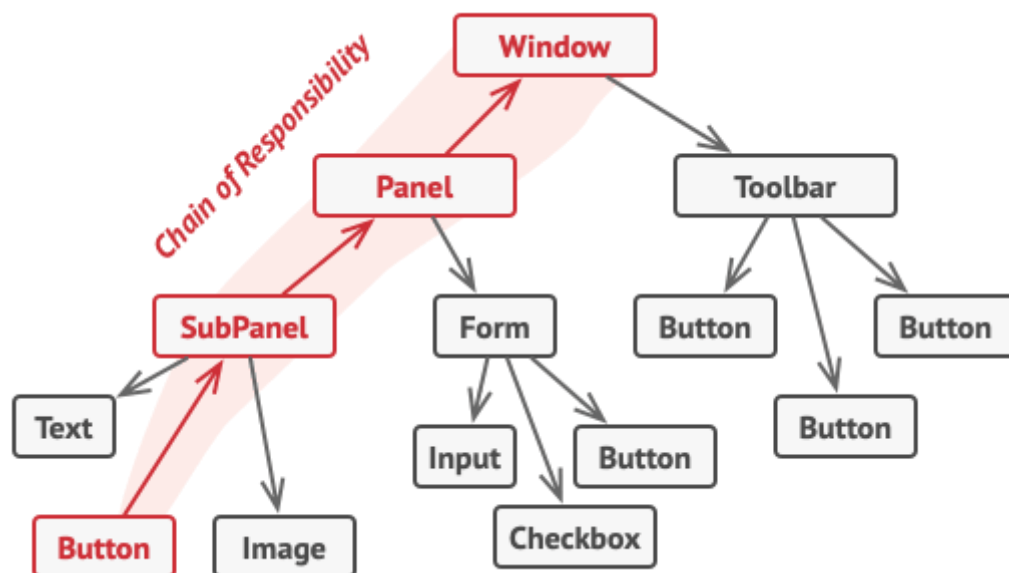 Window
Chain of Responsibility
Panel
Toolbar
SubPanel
Form
Button
Button
Text
Input
Button
Button
Button
Image
Checkbox